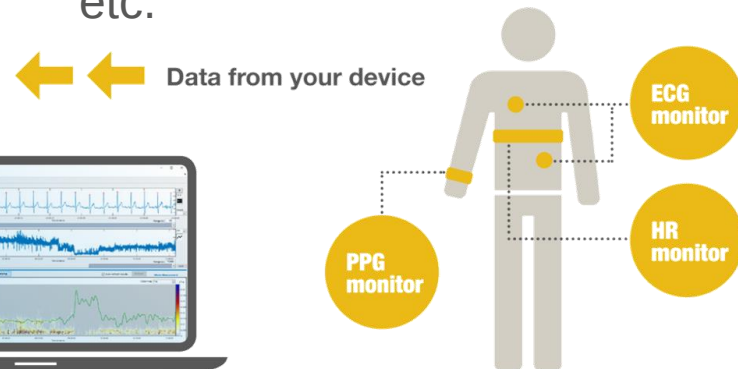 etc.
Data from your device
ECG
monitor
HR
monitor
PPG
monitor